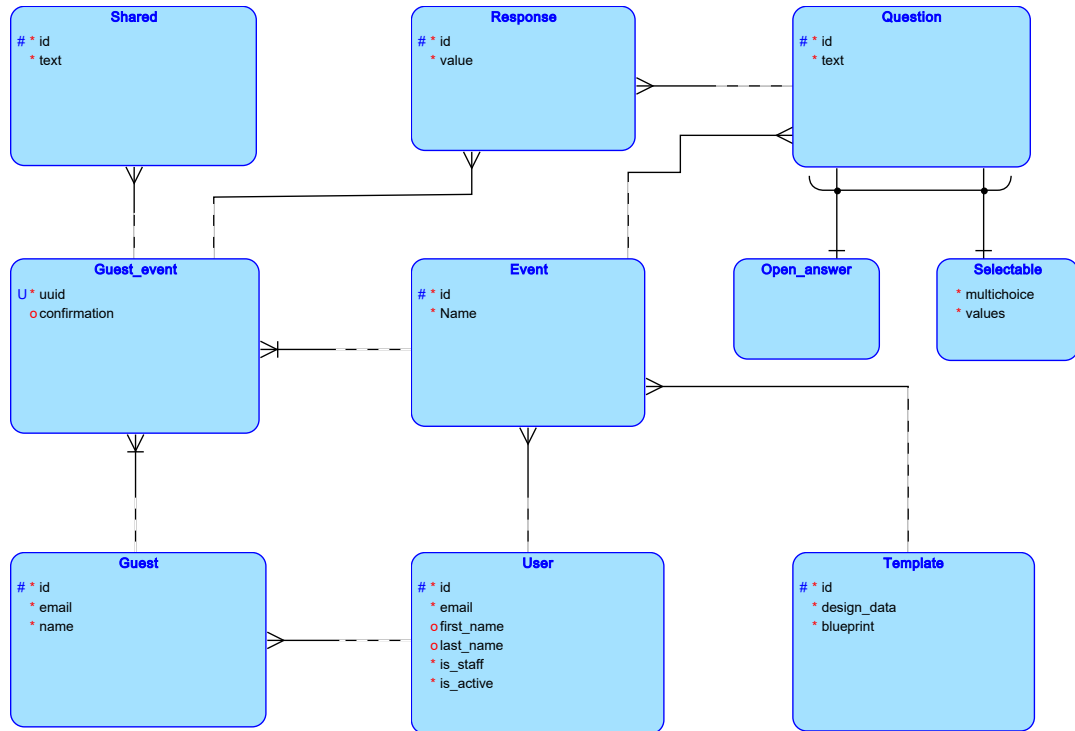 Shared
# * id
* text
Response
# * id
* value
Question
# * id
* text
Guest_event
U * uuid
o confirmation
Event
# * id
* Name
Open_answer
Selectable
* multichoice
* values
Guest
# * id
* email
* name
User
# * id
* email
o first_name
o last_name
* is_staff
* is_active
Template
# * id
* design_data
* blueprint